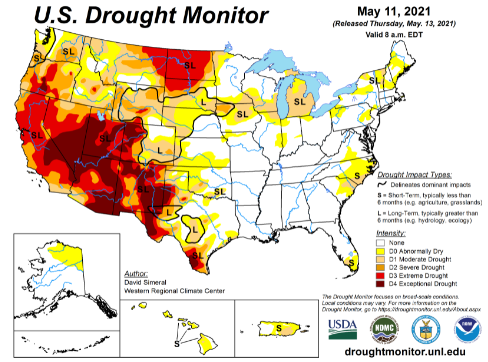 U.S. Drought Monitor
May 11, 2021
(Released Thursday, May. 13, 2021)
Valid 8 a.m. EDT
SL
SL
SL
SL
SL
L
SL
SL
SL
SL
SL
L
L
SL
S
S
S
S
Drought Impact Types:
Delineates dominant impacts
S = Short-Term, typically less than
6 months (e.g. agriculture, grasslands)
L = Long-Term, typically greater than
6 months (e.g. hydrology, ecology)
Intensity:
None
D0 Abnormally Dry
D1 Moderate Drought
D2 Severe Drought
D3 Extreme Drought
D4 Exceptional Drought
Author:
David Simeral
Western Regional Climate Center
The Drought Monitor focuses on broad-scale conditions.
Local conditions may vary. For more information on the
Drought Monitor, go to https://droughtmonitor.unl.edu/About.aspx
USDA
NDMC
droughtmonitor.unl.edu